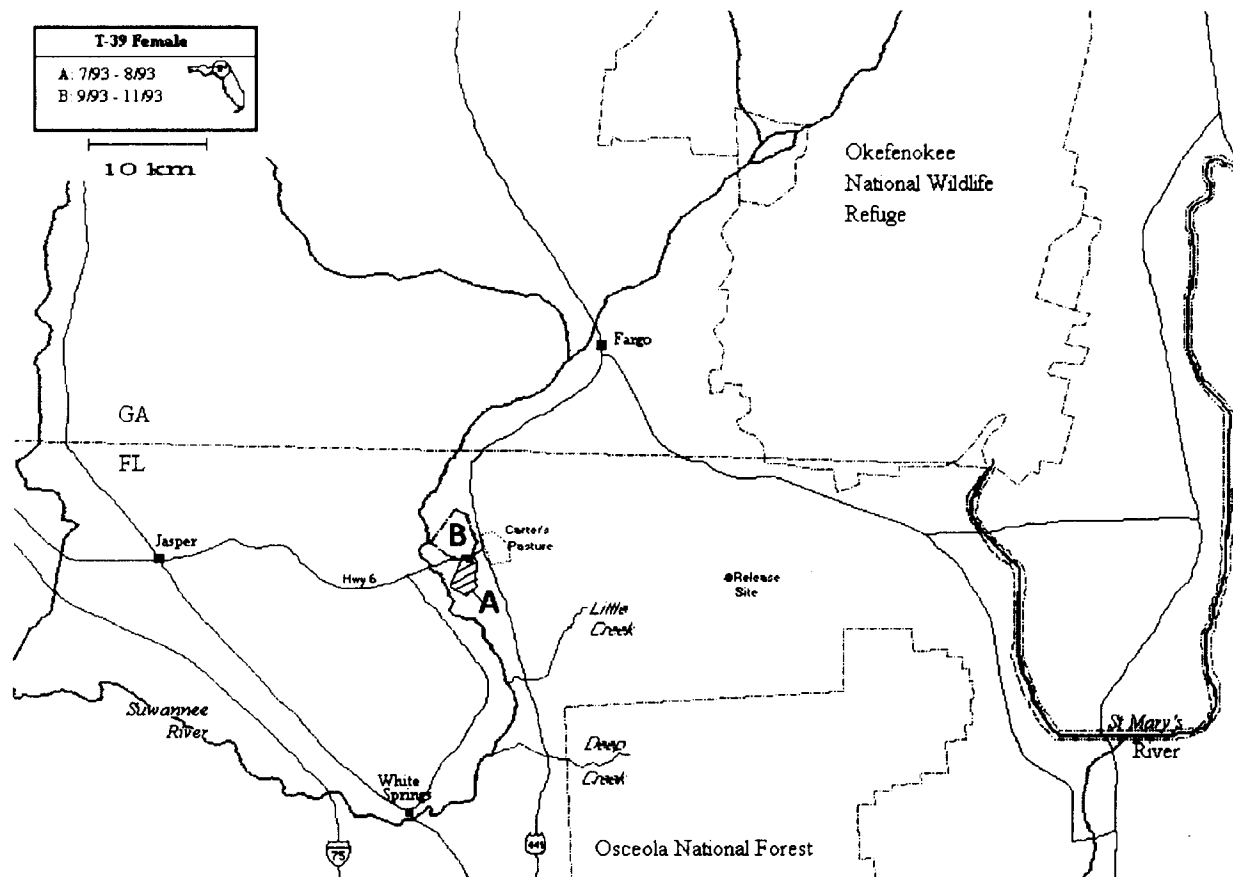 T-39 Female
A: 7/93 - 8/93
B: 9/93 - 11/93
10 km
Okefenokee
National Wildlife
Refuge
Fargo
GA
FL
B
Carter's
Pasture
Jasper
Hwy 6
A
Release
Site
Little
Creek
Suwannee
River
St Mary's
River
Deep
Creek
White
Springs
75
441
Osceola National Forest